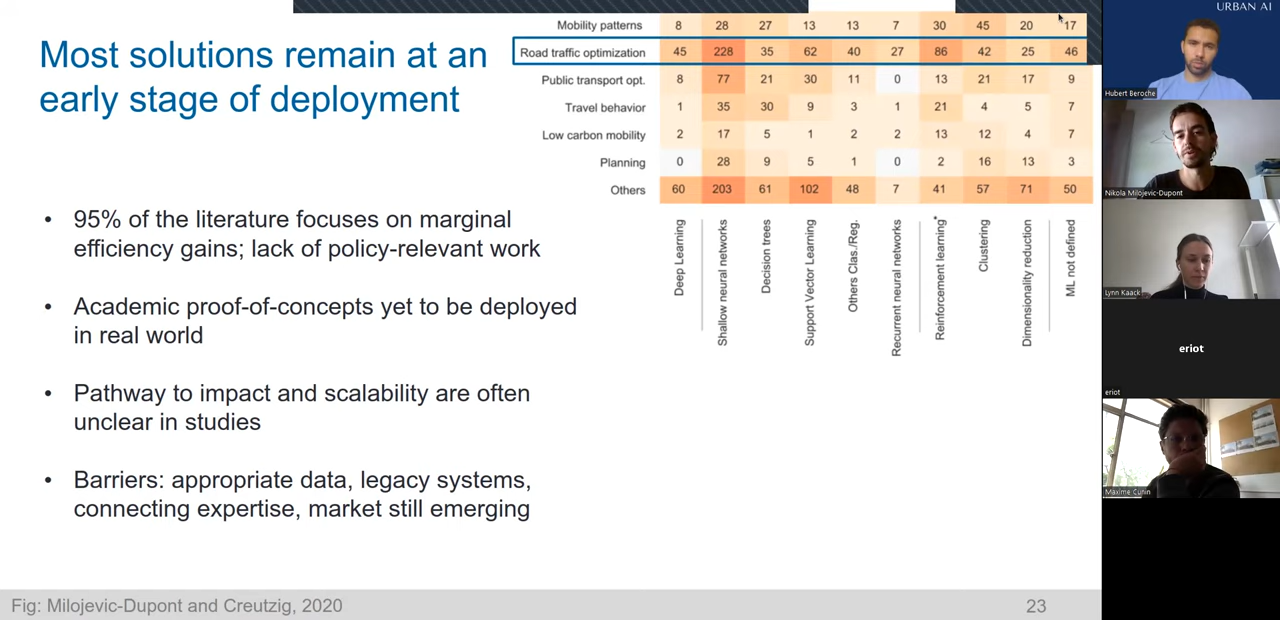 URBAN AI
Most solutions remain at an
early stage of deployment
Mobility patterns 8 28 27 13 13 7 30 45 20 17
Road traffic optimization 45 228 35 62 40 27 86 42 25 46
Public transport opt. 8 77 21 30 11 0 13 21 17 9
Travel behavior 1 35 30 9 3 1 21 4 5 7
Low carbon mobility 2 17 5 1 2 2 13 12 4 7
Planning 0 28 9 5 1 0 2 16 13 3
Others 60 203 61 102 48 7 41 57 71 50
Deep Learning
Shallow neural networks
Decision trees
Support Vector Learning
Others Clas./Reg.
Recurrent neural networks
Reinforcement learning*
Clustering
Dimensionality reduction
ML not defined
• 95% of the literature focuses on marginal
efficiency gains; lack of policy-relevant work
• Academic proof-of-concepts yet to be deployed
in real world
• Pathway to impact and scalability are often
unclear in studies
• Barriers: appropriate data, legacy systems,
connecting expertise, market still emerging
Fig: Milojevic-Dupont and Creutzig, 2020
23
Hubert Beroche
Nikola Milojevic-Dupont
Lynn Kaack
eriot
eriot
Maxime Cunin